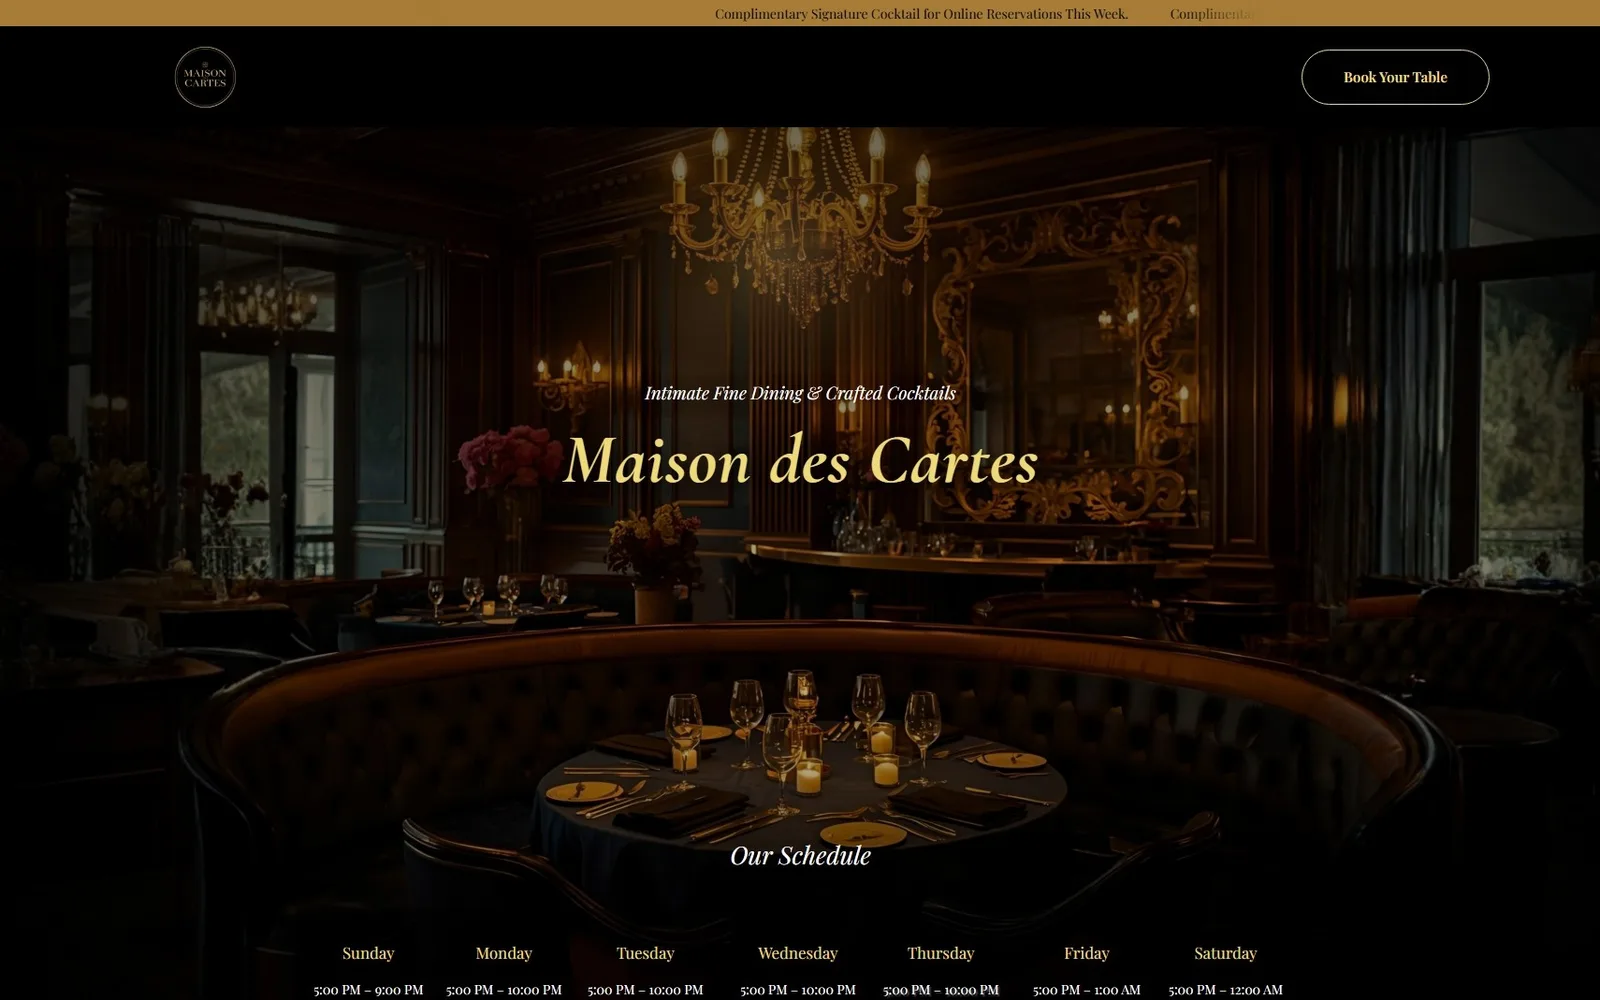 Complimentary Signature Cocktail for Online Reservations This Week. Complimenta
MAISON
CARTES
Book Your Table
Intimate Fine Dining & Crafted Cocktails
Maison des Cartes
Our Schedule
Sunday Monday Tuesday Wednesday Thursday Friday Saturday
5:00 PM – 9:00 PM 5:00 PM – 10:00 PM 5:00 PM – 10:00 PM 5:00 PM – 10:00 PM 5:00 PM – 10:00 PM 5:00 PM – 1:00 AM 5:00 PM – 12:00 AM